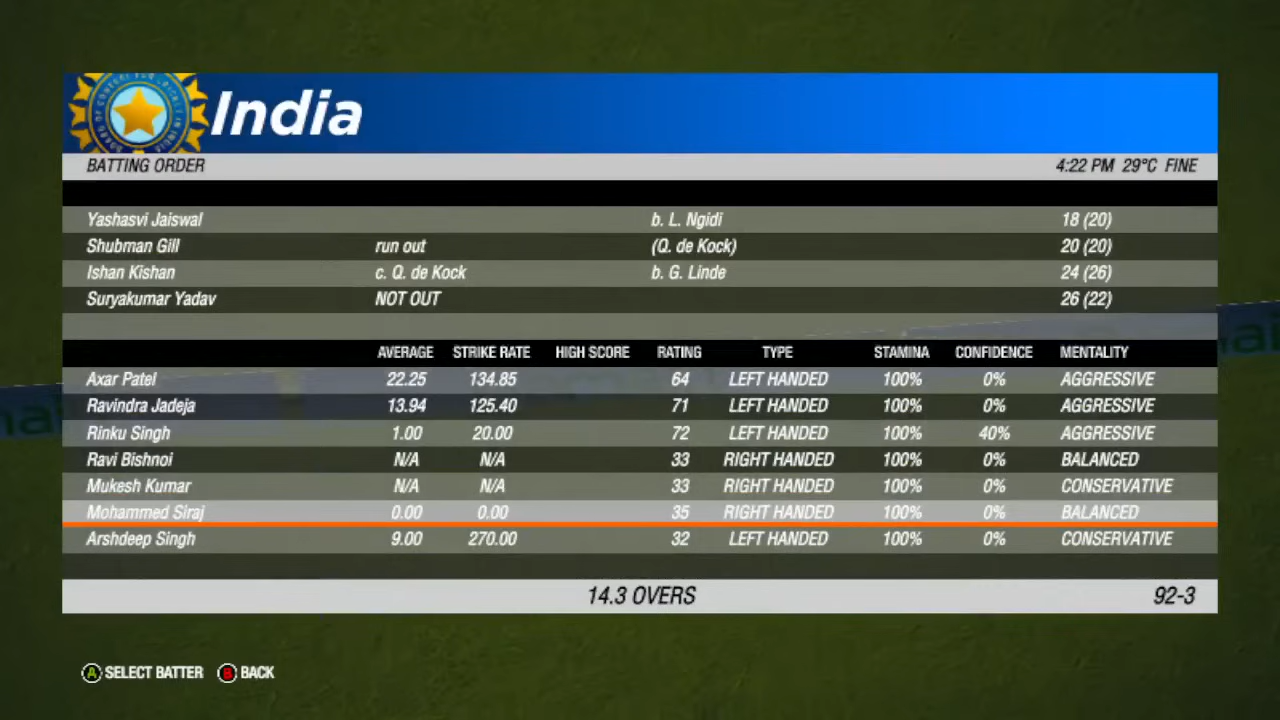 India
BATTING ORDER 4:22 PM 29°C FINE
Yashasvi Jaiswal b. L. Ngidi 18 (20)
Shubman Gill run out (Q. de Kock) 20 (20)
Ishan Kishan c. Q. de Kock b. G. Linde 24 (26)
Suryakumar Yadav NOT OUT 26 (22)
AVERAGE STRIKE RATE HIGH SCORE RATING TYPE STAMINA CONFIDENCE MENTALITY
Axar Patel 22.25 134.85 64 LEFT HANDED 100% 0% AGGRESSIVE
Ravindra Jadeja 13.94 125.40 71 LEFT HANDED 100% 0% AGGRESSIVE
Rinku Singh 1.00 20.00 72 LEFT HANDED 100% 40% AGGRESSIVE
Ravi Bishnoi N/A N/A 33 RIGHT HANDED 100% 0% BALANCED
Mukesh Kumar N/A N/A 33 RIGHT HANDED 100% 0% CONSERVATIVE
Mohammed Siraj 0.00 0.00 35 RIGHT HANDED 100% 0% BALANCED
Arshdeep Singh 9.00 270.00 32 LEFT HANDED 100% 0% CONSERVATIVE
14.3 OVERS 92-3
A SELECT BATTER B BACK